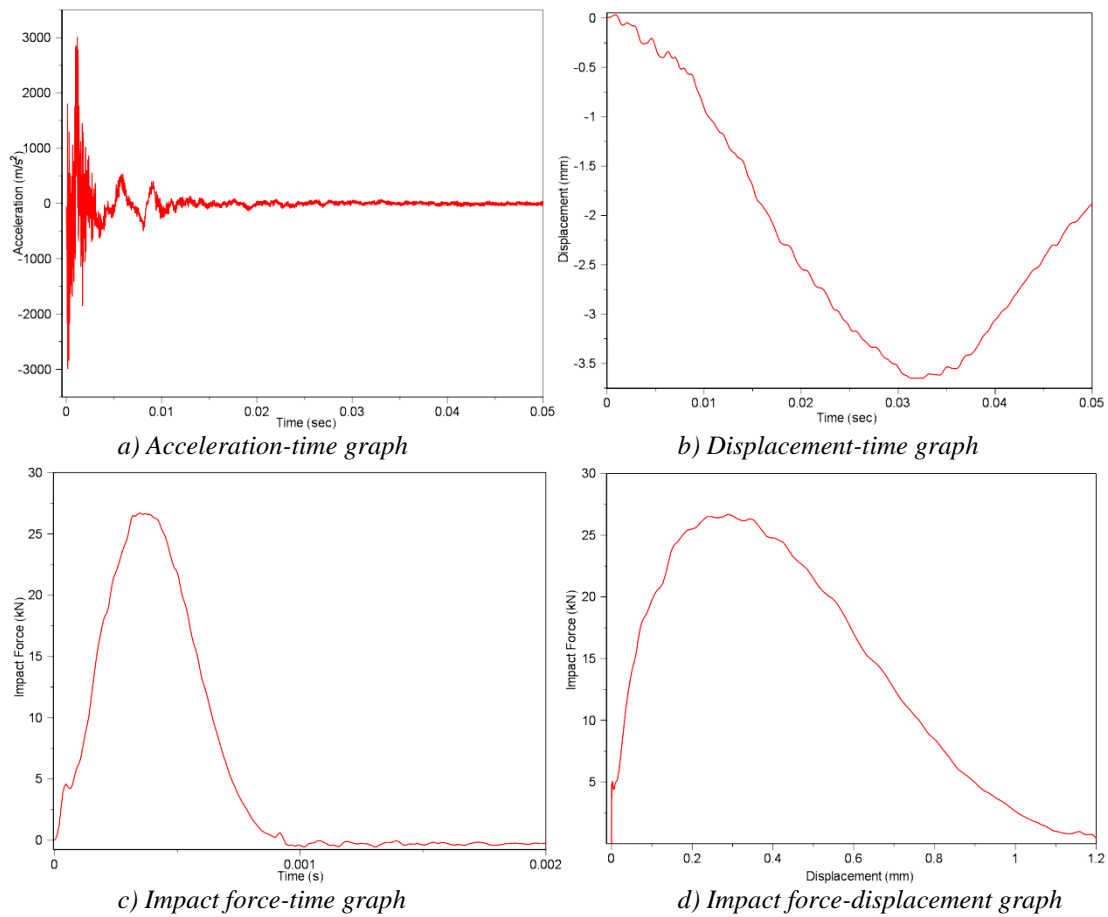 3000
2000
1000
0
-1000
-2000
-3000
Acceleration (m/s²)
0 0.01 0.02 0.03 0.04 0.05
Time (sec)
a) Acceleration-time graph
0
-0.5
-1
-1.5
-2
-2.5
-3
-3.5
Displacement (mm)
0 0.01 0.02 0.03 0.04 0.05
Time (sec)
b) Displacement-time graph
30
25
20
15
10
5
0
Impact Force (kN)
0 0.001 0.002
Time (s)
c) Impact force-time graph
30
25
20
15
10
5
Impact Force (kN)
0 0.2 0.4 0.6 0.8 1 1.2
Displacement (mm)
d) Impact force-displacement graph